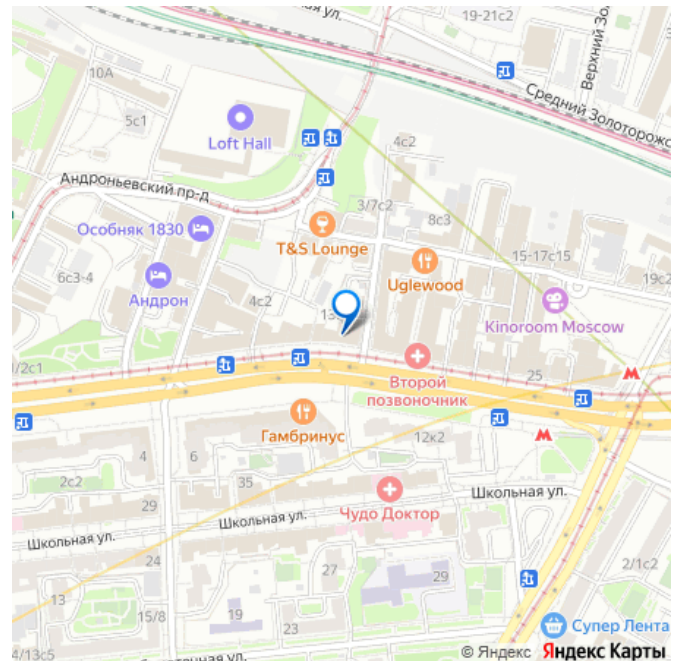 ьная ул.
19-21с2
Верхний Зол
10А
Средний Золоторожс
5с1
Loft Hall
4с2
Андроньевский пр-д
3/7с2
8с3
Особняк 1830
T&S Lounge
15-17с15
6с3-4
Uglewood
19с2
Андрон
4с2
Kinoroom Moscow
1/2с1
Второй
позвоночник
25
Гамбринус
4
6
12к2
2с2
35
Школьная ул.
29
Чудо Доктор
Школьная ул.
24
27
29
2/1с2
13
15/8
19
23
Супер Лента
4/13с5
© Яндекс Яндекс Карты